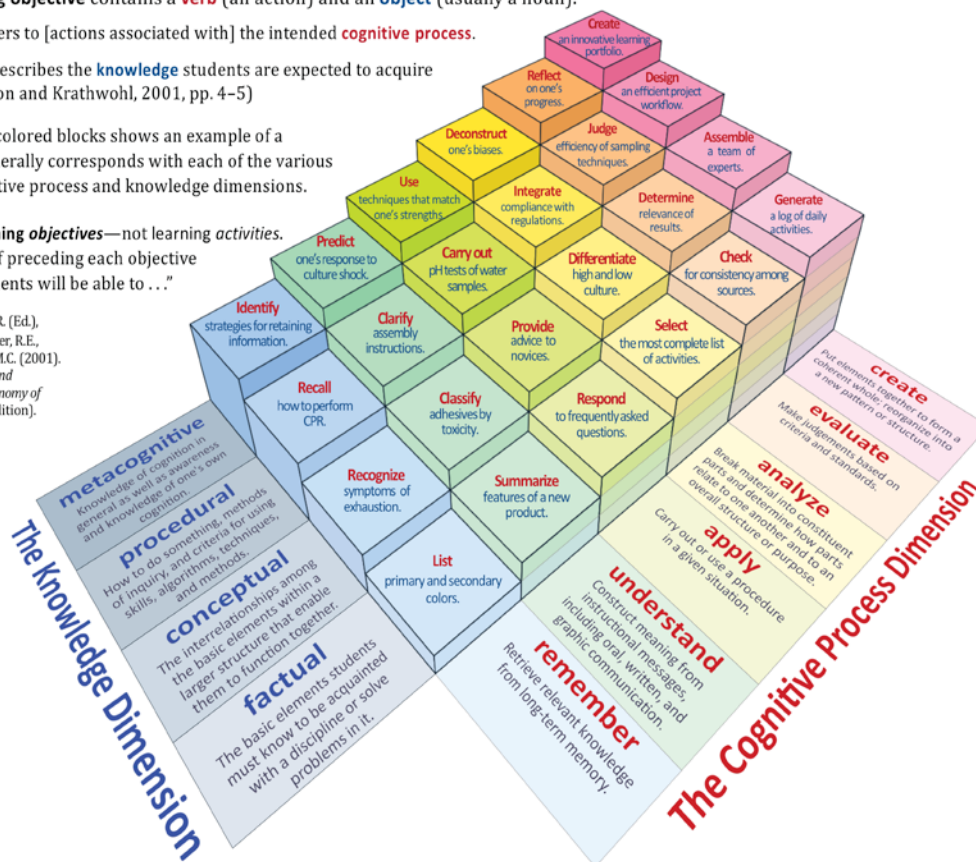 g objective contains a verb (an action) and an object (usually a noun).
ers to [actions associated with] the intended cognitive process.
escribes the knowledge students are expected to acquire
on and Krathwohl, 2001, pp. 4–5)
colored blocks shows an example of a
nerally corresponds with each of the various
tive process and knowledge dimensions.
ning objectives—not learning activities.
f preceding each objective
ents will be able to . . .”
R. (Ed.),
er, R.E.,
M.C. (2001).
nd
nomy of
lition).
Create
an innovative learning
portfolio.
Reflect
on one's
progress.
Design
an efficient project
workflow.
Deconstruct
one's biases.
Judge
efficiency of sampling
techniques.
Assemble
a team of
experts.
Use
techniques that match
one's strengths.
Integrate
compliance with
regulations.
Determine
relevance of
results.
Generate
a log of daily
activities.
Predict
one's response to
culture shock.
Carry out
pH tests of water
samples.
Differentiate
high and low
culture.
Check
for consistency among
sources.
Identify
strategies for retaining
information.
Clarify
assembly
instructions.
Provide
advice to
novices.
Select
the most complete list
of activities.
Recall
how to perform
CPR.
Classify
adhesives by
toxicity.
Respond
to frequently asked
questions.
Recognize
symptoms of
exhaustion.
Summarize
features of a new
product.
List
primary and secondary
colors.
The Knowledge Dimension
metacognitive
Knowledge of cognition in
general as well as awareness
and knowledge of one's own
cognition.
procedural
How to do something, methods
of inquiry, and criteria for using
skills, algorithms, techniques,
and methods.
conceptual
The interrelationships among
the basic elements within a
larger structure that enable
them to function together.
factual
The basic elements students
must know to be acquainted
with a discipline or solve
problems in it.
The Cognitive Process Dimension
create
Put elements together to form a
coherent whole; reorganize into
a new pattern or structure.
evaluate
Make judgements based on
criteria and standards.
analyze
Break material into constituent
parts and determine how parts
relate to one another and to an
overall structure or purpose.
apply
Carry out or use a procedure
in a given situation.
understand
Construct meaning from
instructional messages,
including oral, written, and
graphic communication.
remember
Retrieve relevant knowledge
from long-term memory.